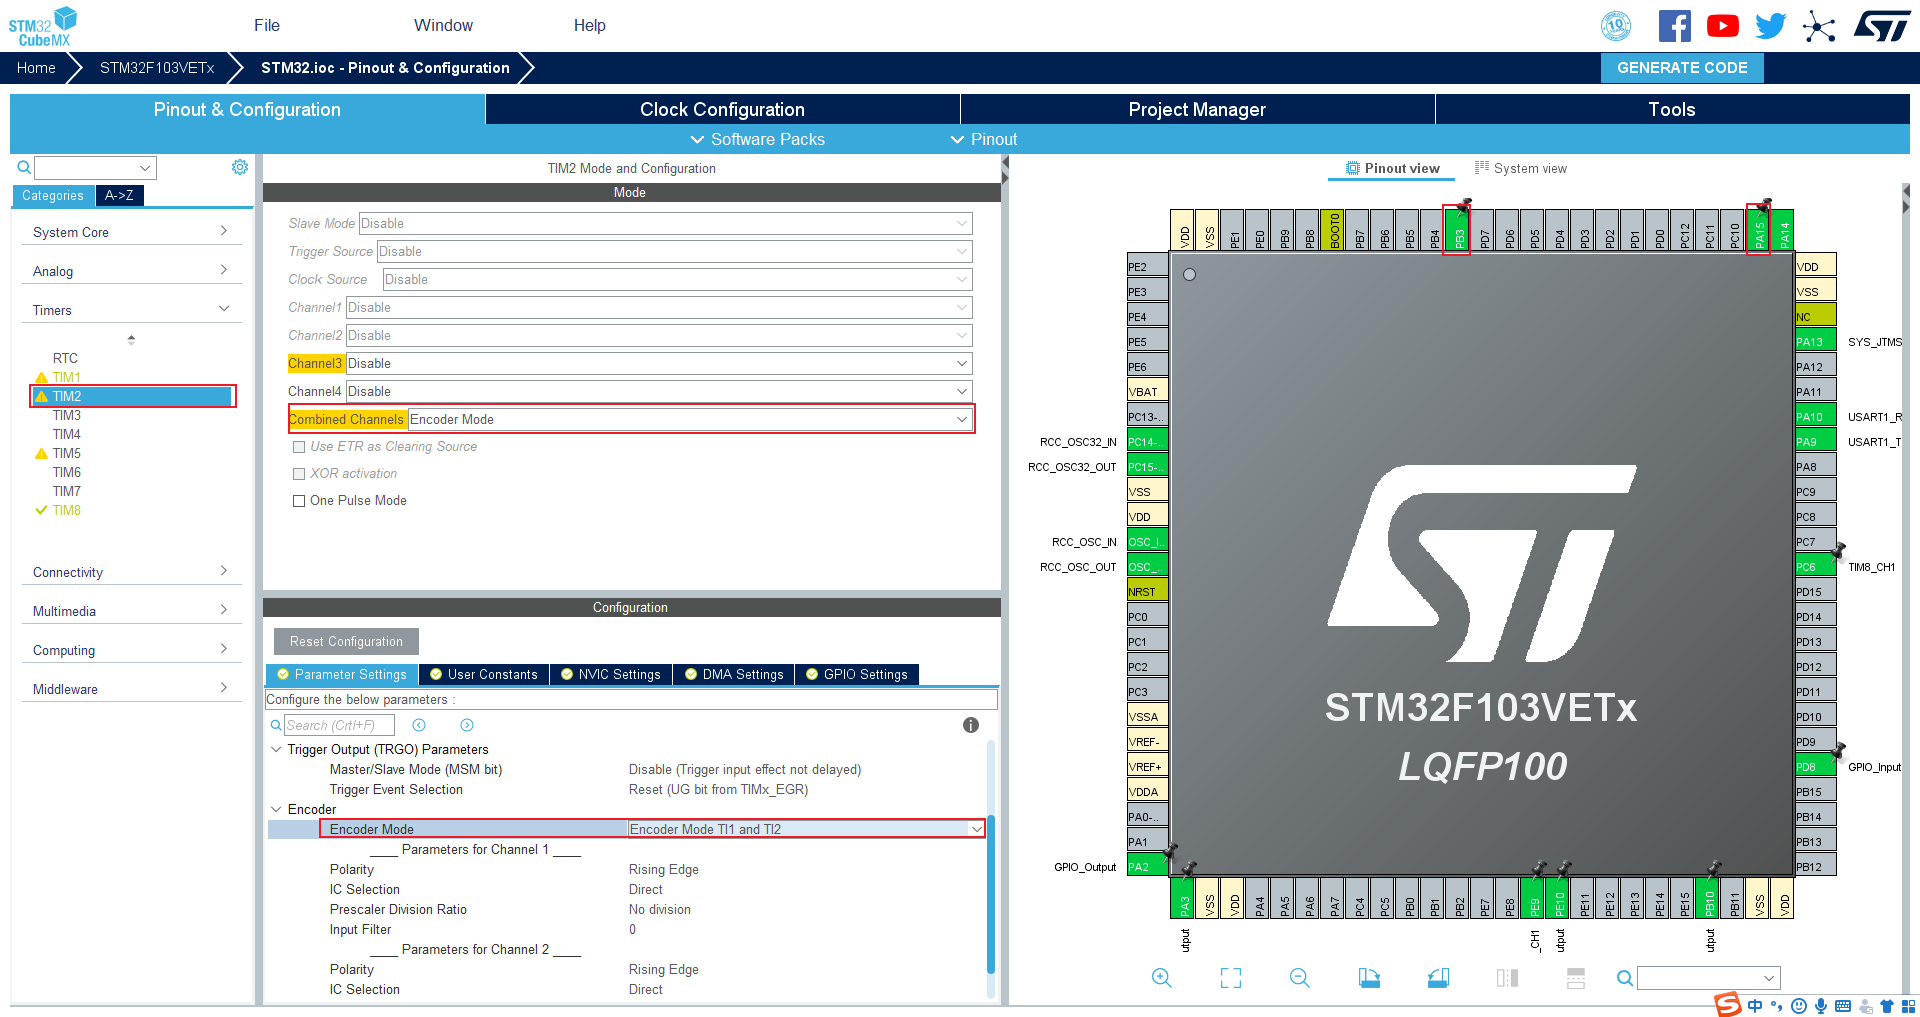 STM32
CubeMX
File
Window
Help
10
Home
STM32F103VETx
STM32.ioc - Pinout & Configuration
GENERATE CODE
Pinout & Configuration
Clock Configuration
Project Manager
Tools
Software Packs
Pinout
Categories
A->Z
System Core
Analog
Timers
RTC
TIM1
TIM2
TIM3
TIM4
TIM5
TIM6
TIM7
TIM8
Connectivity
Multimedia
Computing
Middleware
TIM2 Mode and Configuration
Mode
Slave Mode Disable
Trigger Source Disable
Clock Source Disable
Channel1 Disable
Channel2 Disable
Channel3 Disable
Channel4 Disable
Combined Channels Encoder Mode
Use ETR as Clearing Source
XOR activation
One Pulse Mode
Configuration
Reset Configuration
Parameter Settings
User Constants
NVIC Settings
DMA Settings
GPIO Settings
Configure the below parameters :
Search (Crtl+F)
Trigger Output (TRGO) Parameters
Master/Slave Mode (MSM bit) Disable (Trigger input effect not delayed)
Trigger Event Selection Reset (UG bit from TIMx_EGR)
Encoder
Encoder Mode Encoder Mode TI1 and TI2
____ Parameters for Channel 1 ____
Polarity Rising Edge
IC Selection Direct
Prescaler Division Ratio No division
Input Filter 0
____ Parameters for Channel 2 ____
Polarity Rising Edge
IC Selection Direct
Pinout view
System view
VDD
VSS
PE1
PE0
PB9
PB8
BOOT0
PB7
PB6
PB5
PB4
PB3
PD7
PD6
PD5
PD4
PD3
PD2
PD1
PD0
PC12
PC11
PC10
PA15
PA14
PE2
PE3
PE4
PE5
PE6
VBAT
PC13-..
RCC_OSC32_IN PC14-..
RCC_OSC32_OUT PC15-..
VSS
VDD
RCC_OSC_IN OSC_I..
RCC_OSC_OUT OSC_..
NRST
PC0
PC1
PC2
PC3
VSSA
VREF-
VREF+
VDDA
PA0-..
PA1
GPIO_Output PA2
STM32F103VETx
LQFP100
VDD
VSS
NC
PA13 SYS_JTMS
PA12
PA11
PA10 USART1_R
PA9 USART1_T
PA8
PC9
PC8
PC7
PC6 TIM8_CH1
PD15
PD14
PD13
PD12
PD11
PD10
PD9
PD8 GPIO_Input
PB15
PB14
PB13
PB12
PA3
VSS
VDD
PA4
PA5
PA6
PA7
PC4
PC5
PB0
PB1
PB2
PE7
PE8
PE9
PE10
PE11
PE12
PE13
PE14
PE15
PB10
PB11
VSS
VDD
utput
_CH1
utput
utput
S
中